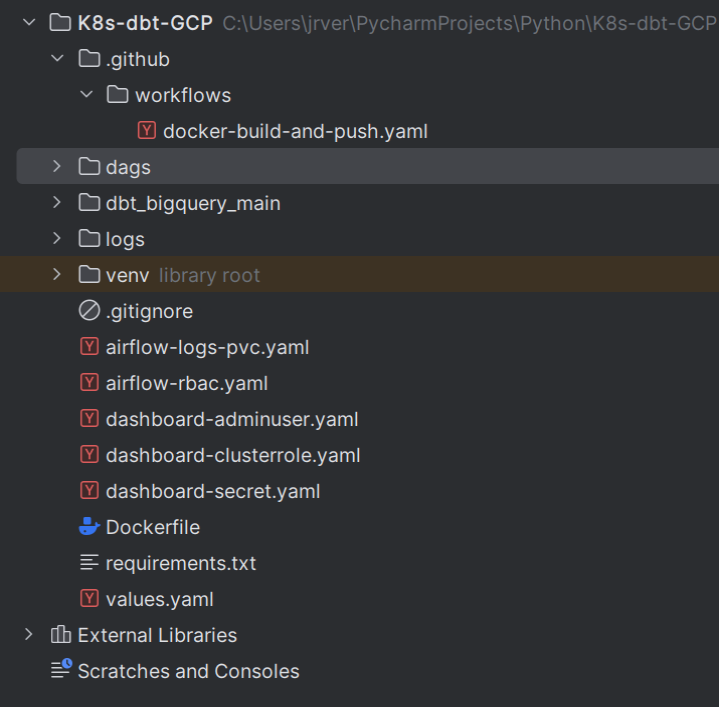 K8s-dbt-GCP C:\Users\jrver\PycharmProjects\Python\K8s-dbt-GCP
.github
workflows
docker-build-and-push.yaml
dags
dbt_bigquery_main
logs
venv library root
.gitignore
airflow-logs-pvc.yaml
airflow-rbac.yaml
dashboard-adminuser.yaml
dashboard-clusterrole.yaml
dashboard-secret.yaml
Dockerfile
requirements.txt
values.yaml
External Libraries
Scratches and Consoles